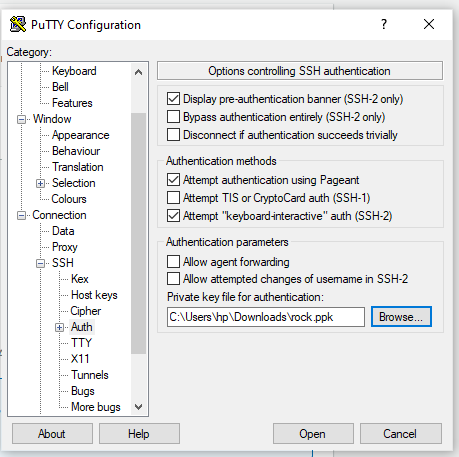 PuTTY Configuration
?
Category:
Keyboard
Bell
Features
Window
Appearance
Behaviour
Translation
Selection
Colours
Connection
Data
Proxy
SSH
Kex
Host keys
Cipher
Auth
TTY
X11
Tunnels
Bugs
More bugs
Options controlling SSH authentication
Display pre-authentication banner (SSH-2 only)
Bypass authentication entirely (SSH-2 only)
Disconnect if authentication succeeds trivially
Authentication methods
Attempt authentication using Pageant
Attempt TIS or CryptoCard auth (SSH-1)
Attempt "keyboard-interactive" auth (SSH-2)
Authentication parameters
Allow agent forwarding
Allow attempted changes of username in SSH-2
Private key file for authentication:
C:\Users\hp\Downloads\rock.ppk
Browse...
About
Help
Open
Cancel